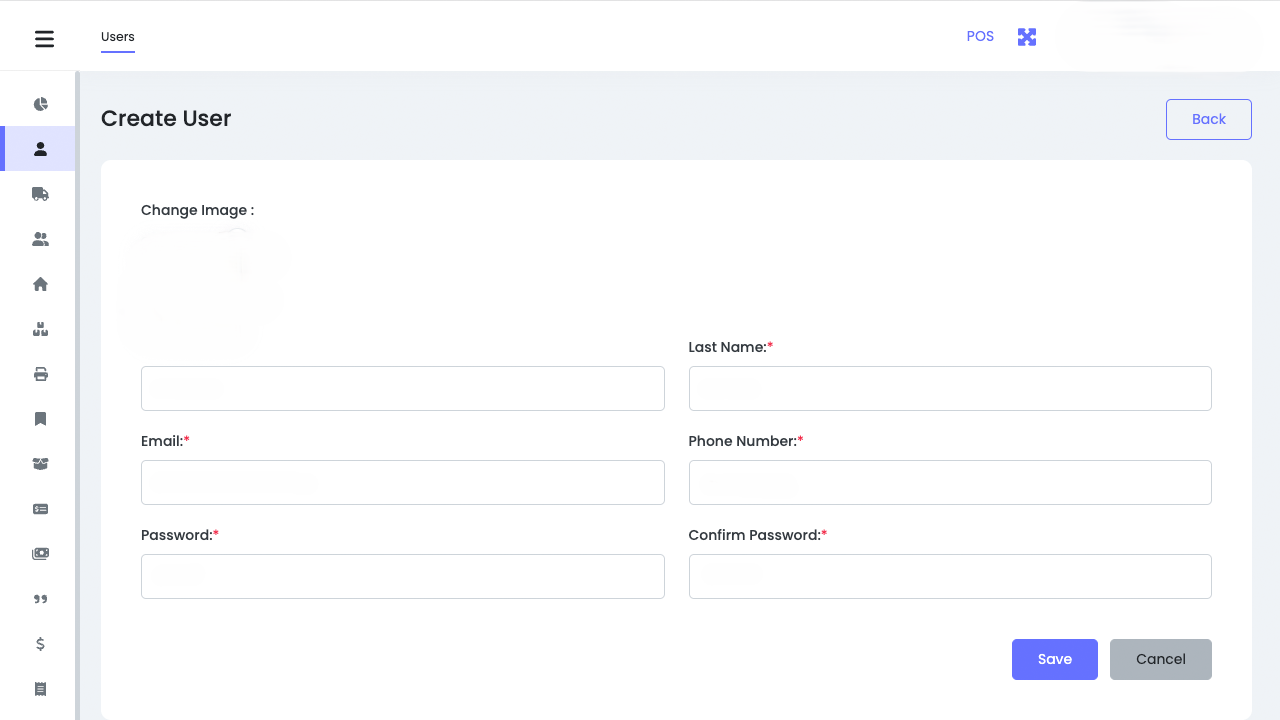 Users
POS
Create User
Back
Change Image :
Last Name:*
Email:*
Phone Number:*
Password:*
Confirm Password:*
Save
Cancel